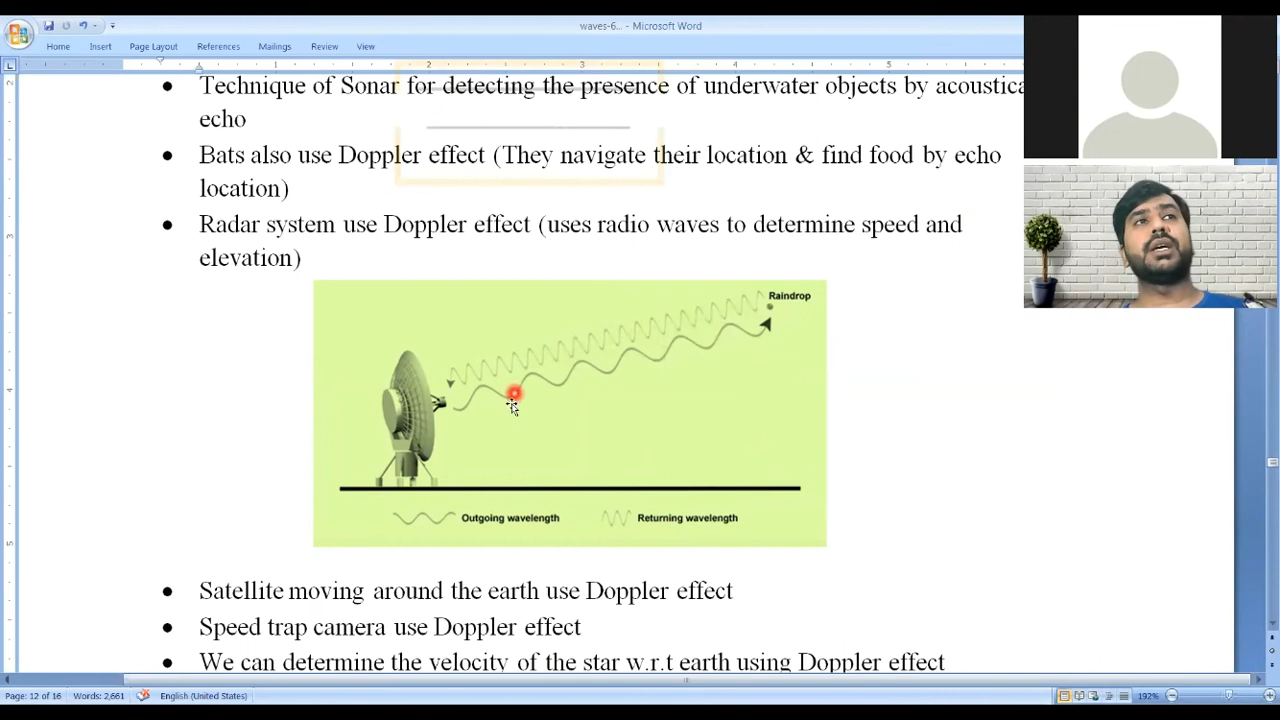 waves-6... - Microsoft Word
Home Insert Page Layout References Mailings Review View
2 3 4 5
Technique of Sonar for detecting the presence of underwater objects by acoustica
echo
• Bats also use Doppler effect (They navigate their location & find food by echo
location)
• Radar system use Doppler effect (uses radio waves to determine speed and
elevation)
Raindrop
Outgoing wavelength Returning wavelength
• Satellite moving around the earth use Doppler effect
• Speed trap camera use Doppler effect
• We can determine the velocity of the star w.r.t earth using Doppler effect
Page: 12 of 16 Words: 2,661 English (United States) 192%